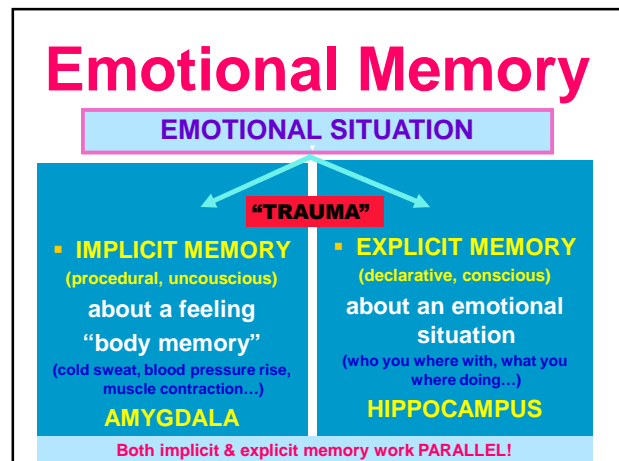 Emotional Memory
EMOTIONAL SITUATION
“TRAUMA”
▪ IMPLICIT MEMORY
(procedural, uncouscious)
about a feeling
“body memory”
(cold sweat, blood pressure rise,
muscle contraction…)
AMYGDALA
▪ EXPLICIT MEMORY
(declarative, conscious)
about an emotional
situation
(who you where with, what you
where doing…)
HIPPOCAMPUS
Both implicit & explicit memory work PARALLEL!